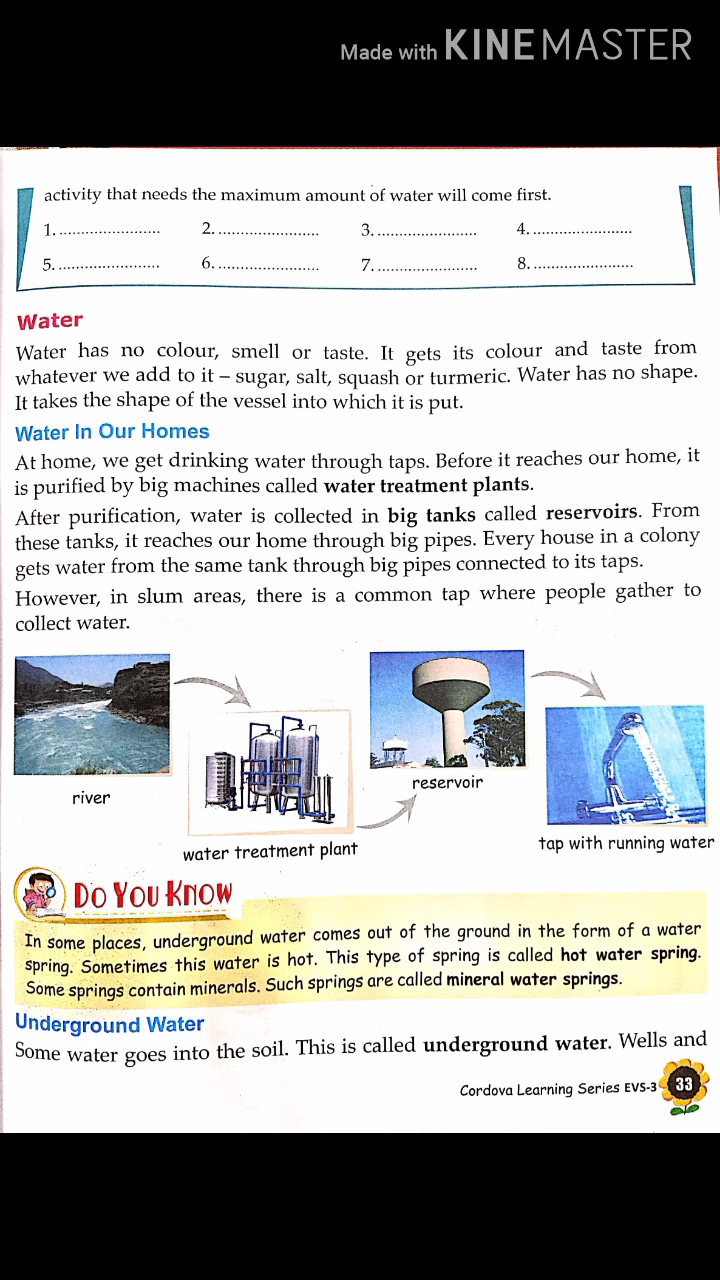 Made with KINEMASTER
activity that needs the maximum amount of water will come first.
1. ........................ 2. ........................ 3. ........................ 4. ........................
5. ........................ 6. ........................ 7. ........................ 8. ........................
Water
Water has no colour, smell or taste. It gets its colour and taste from
whatever we add to it – sugar, salt, squash or turmeric. Water has no shape.
It takes the shape of the vessel into which it is put.
Water In Our Homes
At home, we get drinking water through taps. Before it reaches our home, it
is purified by big machines called water treatment plants.
After purification, water is collected in big tanks called reservoirs. From
these tanks, it reaches our home through big pipes. Every house in a colony
gets water from the same tank through big pipes connected to its taps.
However, in slum areas, there is a common tap where people gather to
collect water.
river
water treatment plant
reservoir
tap with running water
Do You Know
In some places, underground water comes out of the ground in the form of a water
spring. Sometimes this water is hot. This type of spring is called hot water spring.
Some springs contain minerals. Such springs are called mineral water springs.
Underground Water
Some water goes into the soil. This is called underground water. Wells and
Cordova Learning Series EVS-3 33